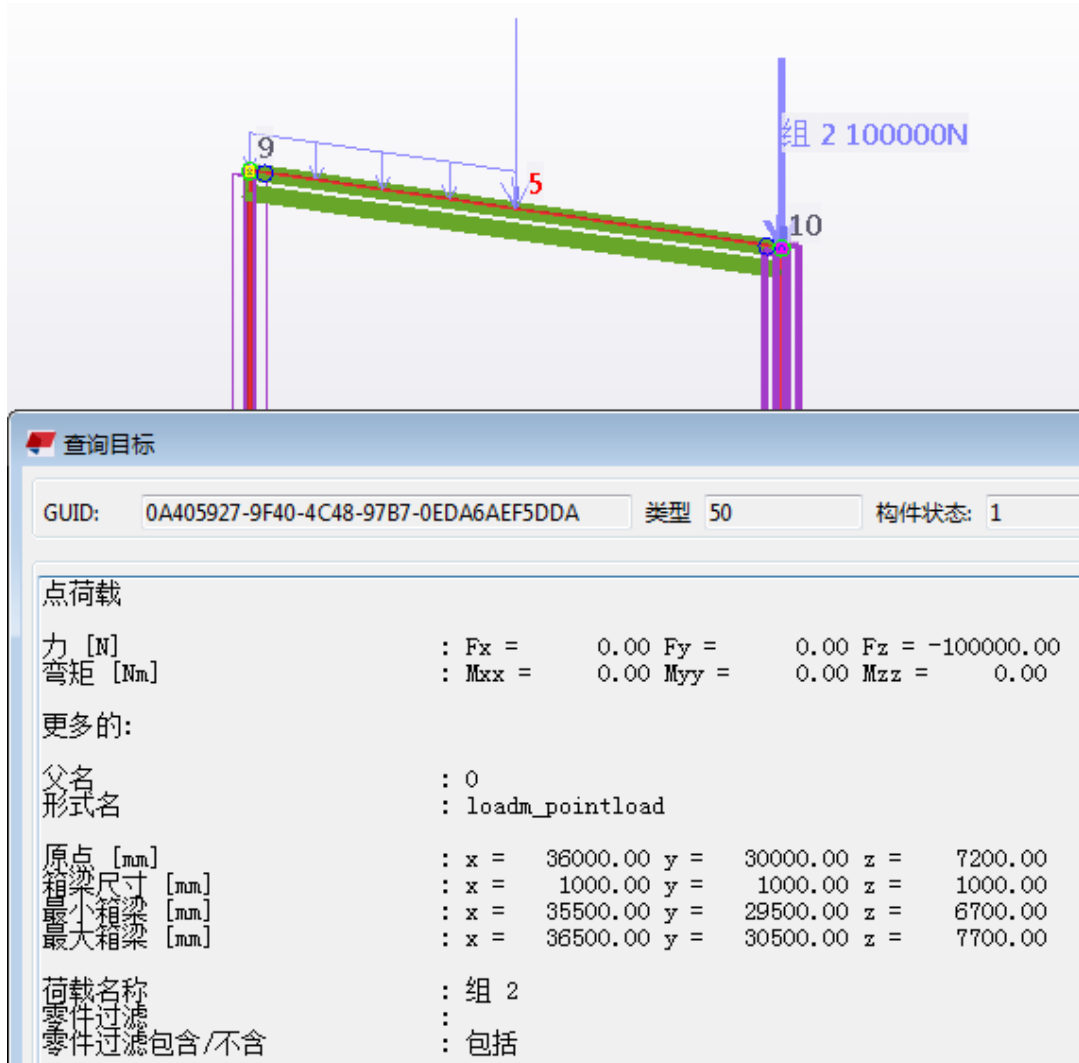 9
组 2 100000N
5
10
查询目标
GUID: 0A405927-9F40-4C48-97B7-0EDA6AEF5DDA 类型 50 构件状态: 1
点荷载
力 [N] : Fx = 0.00 Fy = 0.00 Fz = -100000.00
弯矩 [Nm] : Mxx = 0.00 Myy = 0.00 Mzz = 0.00
更多的:
父名 : 0
形式名 : loadm_pointload
原点 [mm] : x = 36000.00 y = 30000.00 z = 7200.00
箱梁尺寸 [mm] : x = 1000.00 y = 1000.00 z = 1000.00
最小箱梁 [mm] : x = 35500.00 y = 29500.00 z = 6700.00
最大箱梁 [mm] : x = 36500.00 y = 30500.00 z = 7700.00
荷载名称 : 组 2
零件过滤 :
零件过滤包含/不含 : 包括